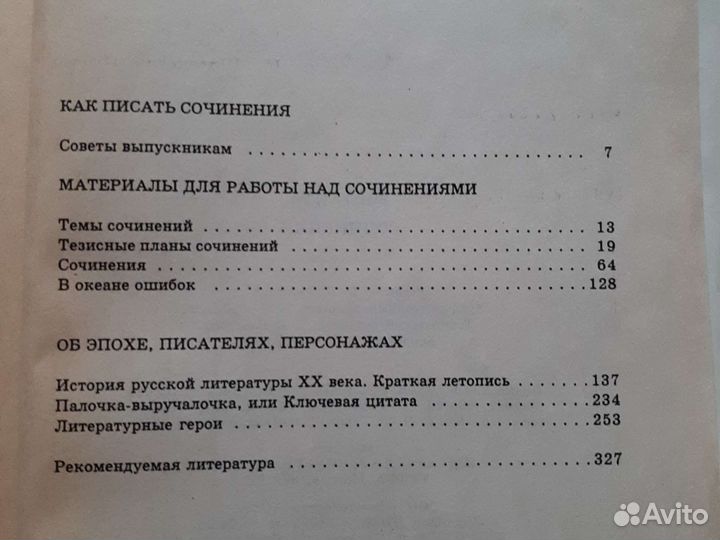 КАК ПИСАТЬ СОЧИНЕНИЯ
Советы выпускникам . . . . . . . . . . . . . . . . . . . . . . . . . . . . . . 7
МАТЕРИАЛЫ ДЛЯ РАБОТЫ НАД СОЧИНЕНИЯМИ
Темы сочинений . . . . . . . . . . . . . . . . . . . . . . . . . . . . . . . . . 13
Тезисные планы сочинений . . . . . . . . . . . . . . . . . . . . . . . . . 19
Сочинения . . . . . . . . . . . . . . . . . . . . . . . . . . . . . . . . . . . . . 64
В океане ошибок . . . . . . . . . . . . . . . . . . . . . . . . . . . . . . . . 128
ОБ ЭПОХЕ, ПИСАТЕЛЯХ, ПЕРСОНАЖАХ
История русской литературы XX века. Краткая летопись . . . . . . . 137
Палочка-выручалочка, или Ключевая цитата . . . . . . . . . . . . . . . 234
Литературные герои . . . . . . . . . . . . . . . . . . . . . . . . . . . . . . 253
Рекомендуемая литература . . . . . . . . . . . . . . . . . . . . . . . . . 327
Avito